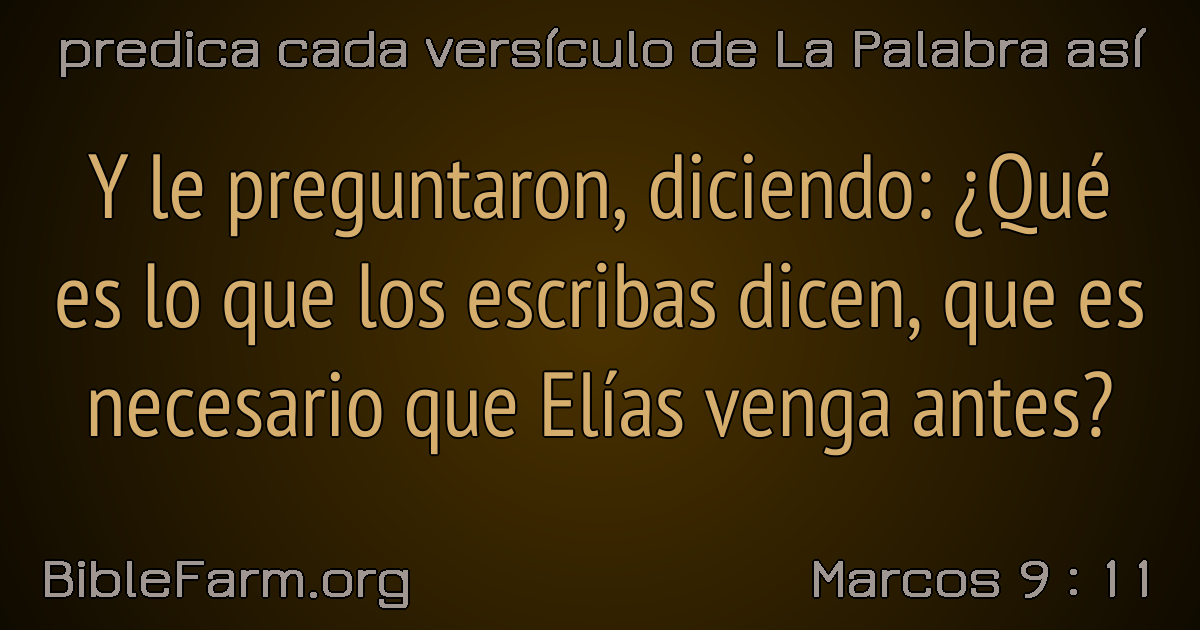 predica cada versículo de La Palabra así
Y le preguntaron, diciendo: ¿Qué
es lo que los escribas dicen, que es
necesario que Elías venga antes?
BibleFarm.org
Marcos 9 : 11